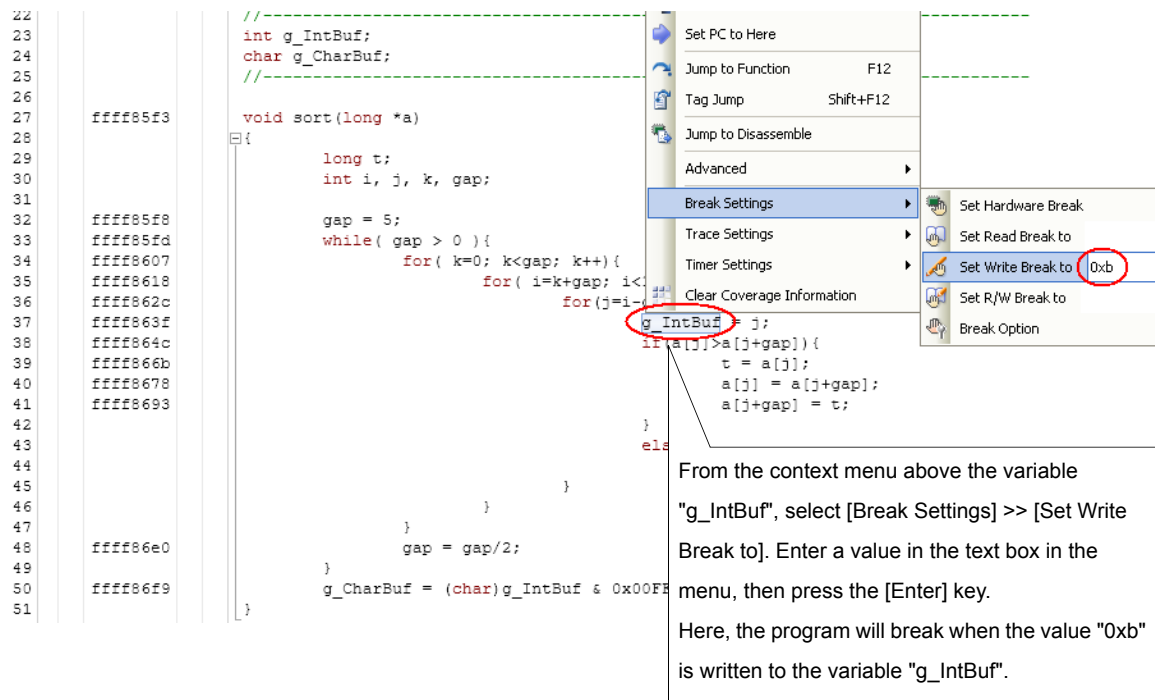 22 //------------------------------------------------------------
23 int g_IntBuf;
24 char g_CharBuf;
25 //------------------------------------------------------------
26
27 ffff85f3 void sort(long *a)
28 {
29 long t;
30 int i, j, k, gap;
31
32 ffff85f8 gap = 5;
33 ffff85fd while( gap > 0 ){
34 ffff8607 for( k=0; k<gap; k++){
35 ffff8618 for( i=k+gap; i<
36 ffff862c for(j=i-
37 ffff863f g_IntBuf = j;
38 ffff864c if(a[j]>a[j+gap]){
39 ffff866b t = a[j];
40 ffff8678 a[j] = a[j+gap];
41 ffff8693 a[j+gap] = t;
42 }
43 els
44
45 }
46 }
47 }
48 ffff86e0 gap = gap/2;
49 }
50 ffff86f9 g_CharBuf = (char)g_IntBuf & 0x00FF
51 }
Set PC to Here
Jump to Function F12
Tag Jump Shift+F12
Jump to Disassemble
Advanced
Break Settings
Trace Settings
Timer Settings
Clear Coverage Information
Set Hardware Break
Set Read Break to
Set Write Break to 0xb
Set R/W Break to
Break Option
From the context menu above the variable
"g_IntBuf", select [Break Settings] >> [Set Write
Break to]. Enter a value in the text box in the
menu, then press the [Enter] key.
Here, the program will break when the value "0xb"
is written to the variable "g_IntBuf".